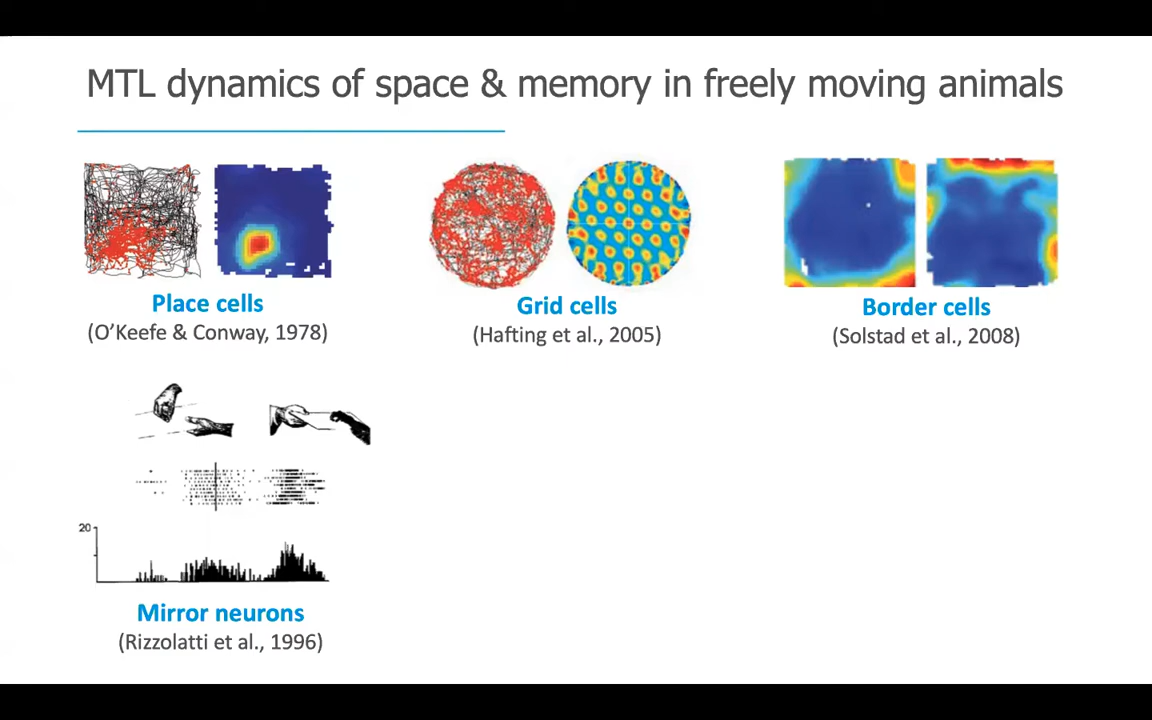 MTL dynamics of space & memory in freely moving animals
Place cells
(O’Keefe & Conway, 1978)
Grid cells
(Hafting et al., 2005)
Border cells
(Solstad et al., 2008)
20
Mirror neurons
(Rizzolatti et al., 1996)